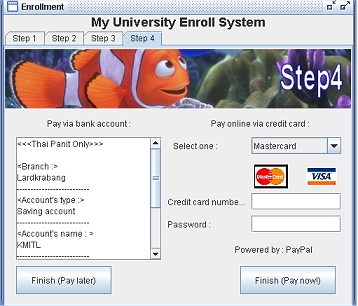 Enrollment
My University Enroll System
Step 1
Step 2
Step 3
Step 4
Step4
Pay via bank account :
<<<Thai Panit Only>>>
<Branch :>
Lardkrabang
--------------------------
<Account's type :>
Saving account
--------------------------
<Account's name : >
KMITL
--------------------------
Finish (Pay later)
Pay online via credit card :
Select one :
Mastercard
MasterCard
VISA
Credit card numbe...
Password :
Powered by : PayPal
Finish (Pay now!)